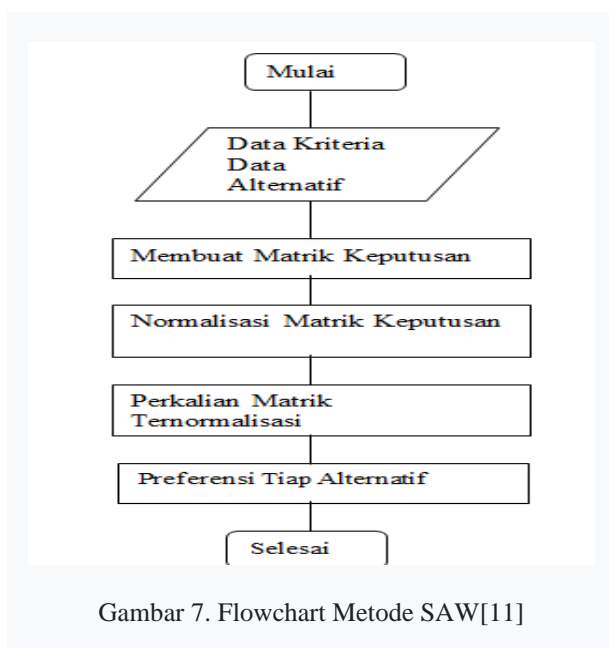 Mulai
Data Kriteria
Data
Alternatif
Membuat Matrik Keputusan
Normalisasi Matrik Keputusan
Perkalian Matrik
Ternormalisasi
Preferensi Tiap Alternatif
Selesai
Gambar 7. Flowchart Metode SAW[11]